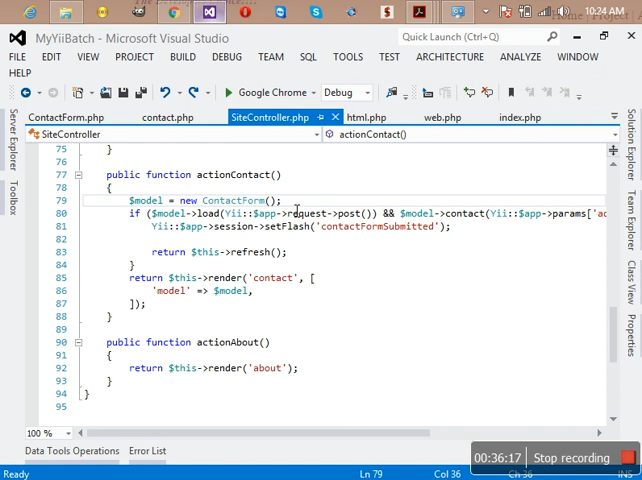 10:24 AM
MyYiiBatch - Microsoft Visual Studio
Quick Launch (Ctrl+Q)
FILE EDIT VIEW PROJECT BUILD DEBUG TEAM SQL TOOLS TEST ARCHITECTURE ANALYZE WINDOW
HELP
Google Chrome Debug
ContactForm.php contact.php SiteController.php html.php web.php index.php
SiteController actionContact()
Server Explorer
Toolbox
75 }
76
77 public function actionContact()
78 {
79 $model = new ContactForm();
80 if ($model->load(Yii::$app->request->post()) && $model->contact(Yii::$app->params['ad
81 Yii::$app->session->setFlash('contactFormSubmitted');
82
83 return $this->refresh();
84 }
85 return $this->render('contact', [
86 'model' => $model,
87 ]);
88 }
89
90 public function actionAbout()
91 {
92 return $this->render('about');
93 }
94 }
95
Solution Explorer
Team Explorer
Class View
Properties
100 %
Data Tools Operations Error List
00:36:17 Stop recording
Ready Ln 79 Col 36 Ch 36 INS